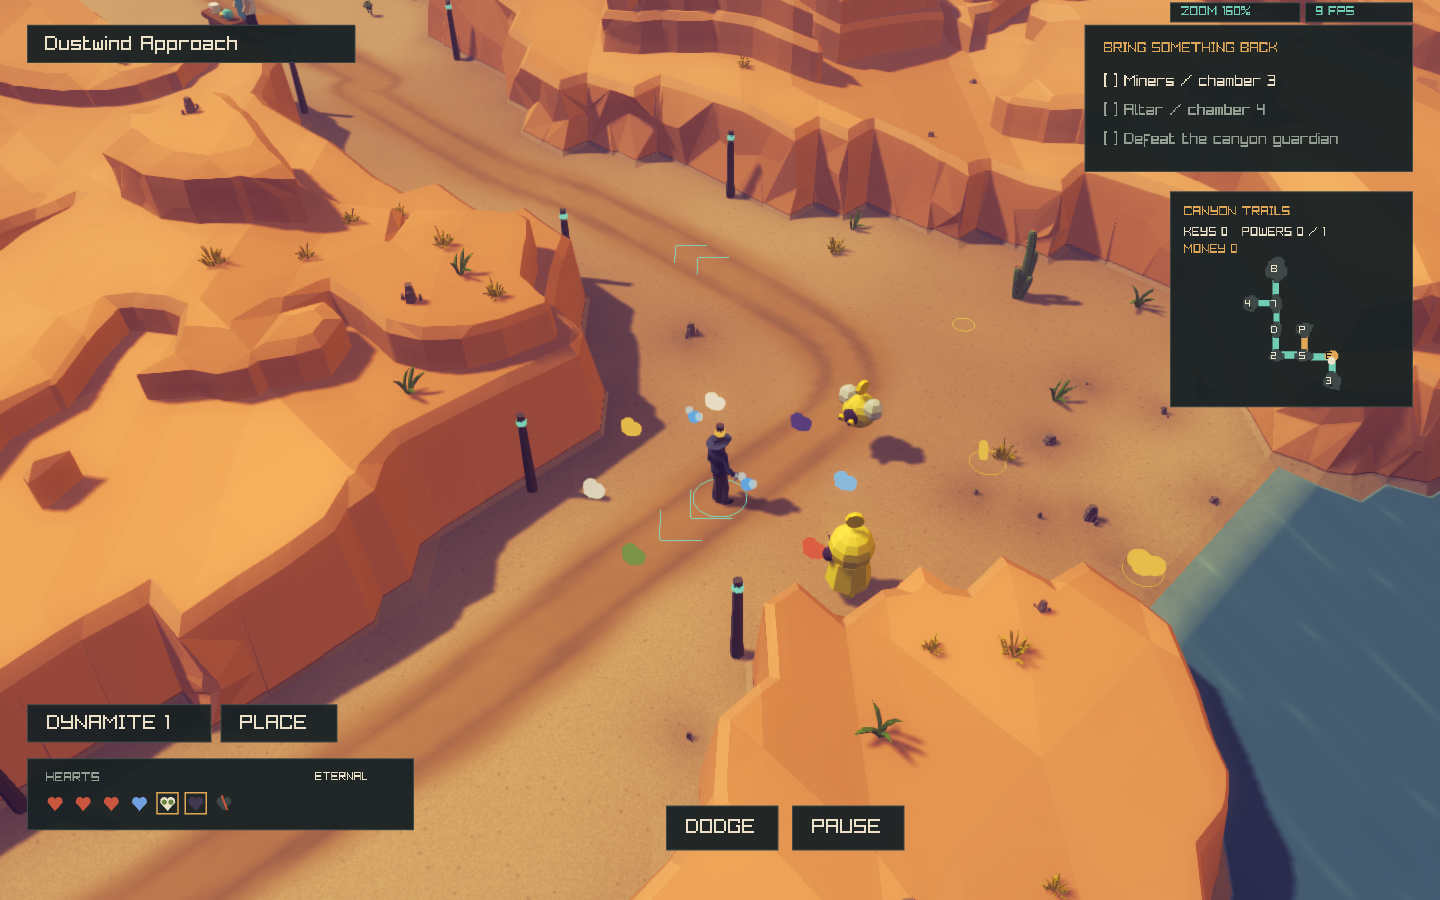 Dustwind Approach
ZOOM 160%
9 FPS
BRING SOMETHING BACK
[ ] Miners / chamber 3
[ ] Altar / chamber 4
[ ] Defeat the canyon guardian
CANYON TRAILS
KEYS 0 POWERS 0 / 1
MONEY 0
B
4 7
D P
2 5
3
DYNAMITE 1
PLACE
HEARTS
ETERNAL
DODGE
PAUSE